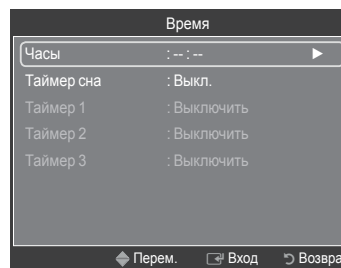 Время
Часы : -- : --
Таймер сна : Выкл.
Таймер 1 : Выключить
Таймер 2 : Выключить
Таймер 3 : Выключить
Перем. Вход Возвра